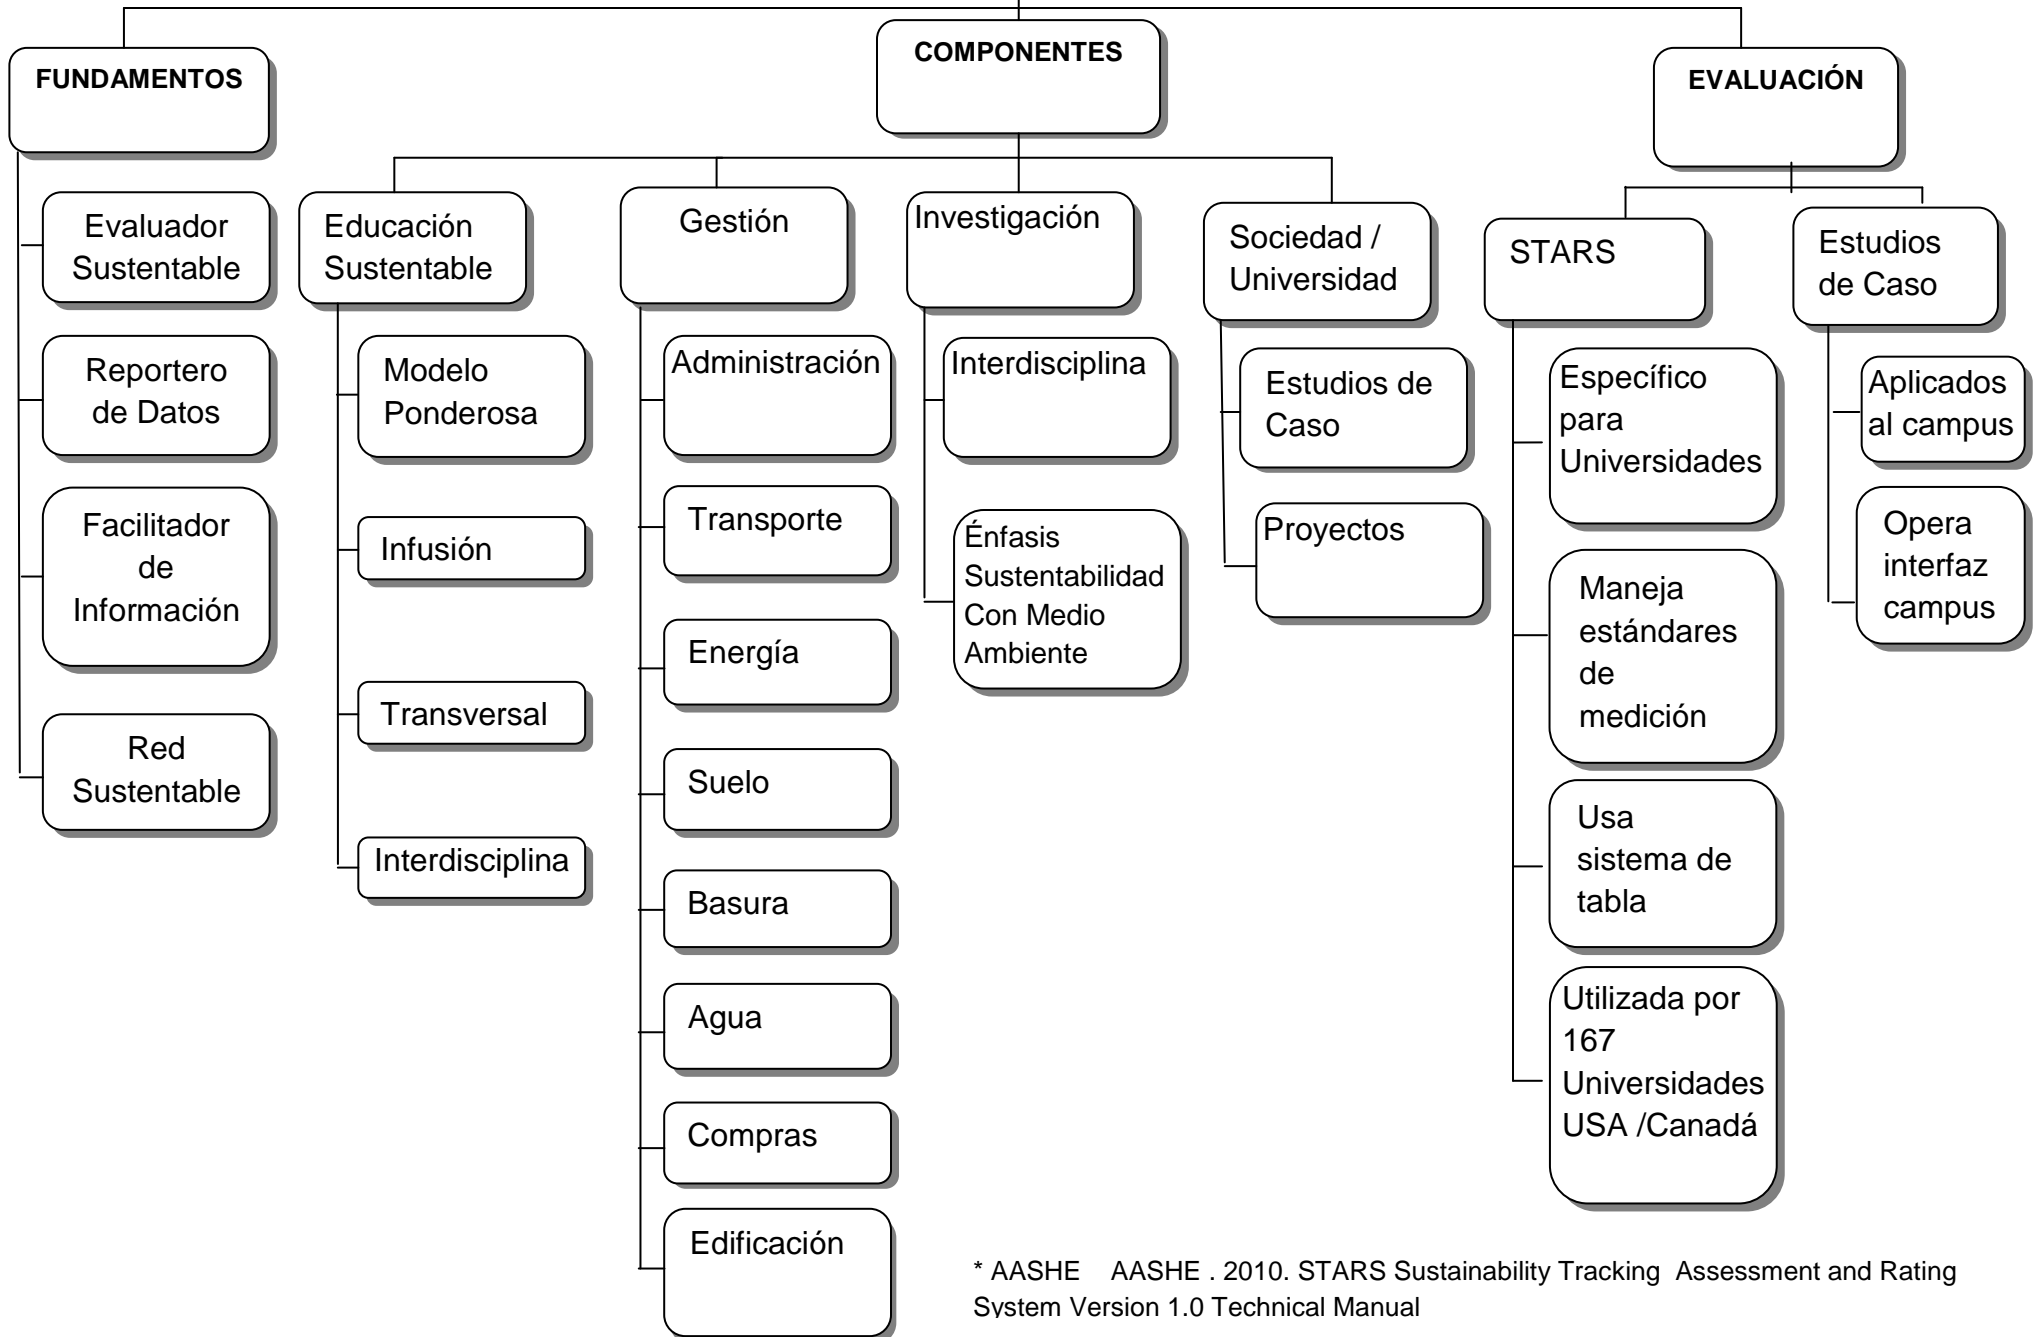 FUNDAMENTOS
COMPONENTES
EVALUACIÓN
Evaluador
Sustentable
Reportero
de Datos
Facilitador
de
Información
Red
Sustentable
Educación
Sustentable
Modelo
Ponderosa
Infusión
Transversal
Interdisciplina
Gestión
Administración
Transporte
Energía
Suelo
Basura
Agua
Compras
Edificación
Investigación
Interdisciplina
Énfasis
Sustentabilidad
Con Medio
Ambiente
Sociedad /
Universidad
Estudios de
Caso
Proyectos
STARS
Específico
para
Universidades
Maneja
estándares
de
medición
Usa
sistema de
tabla
Utilizada por
167
Universidades
USA /Canadá
Estudios
de Caso
Aplicados
al campus
Opera
interfaz
campus
* AASHE AASHE . 2010. STARS Sustainability Tracking Assessment and Rating
System Version 1.0 Technical Manual